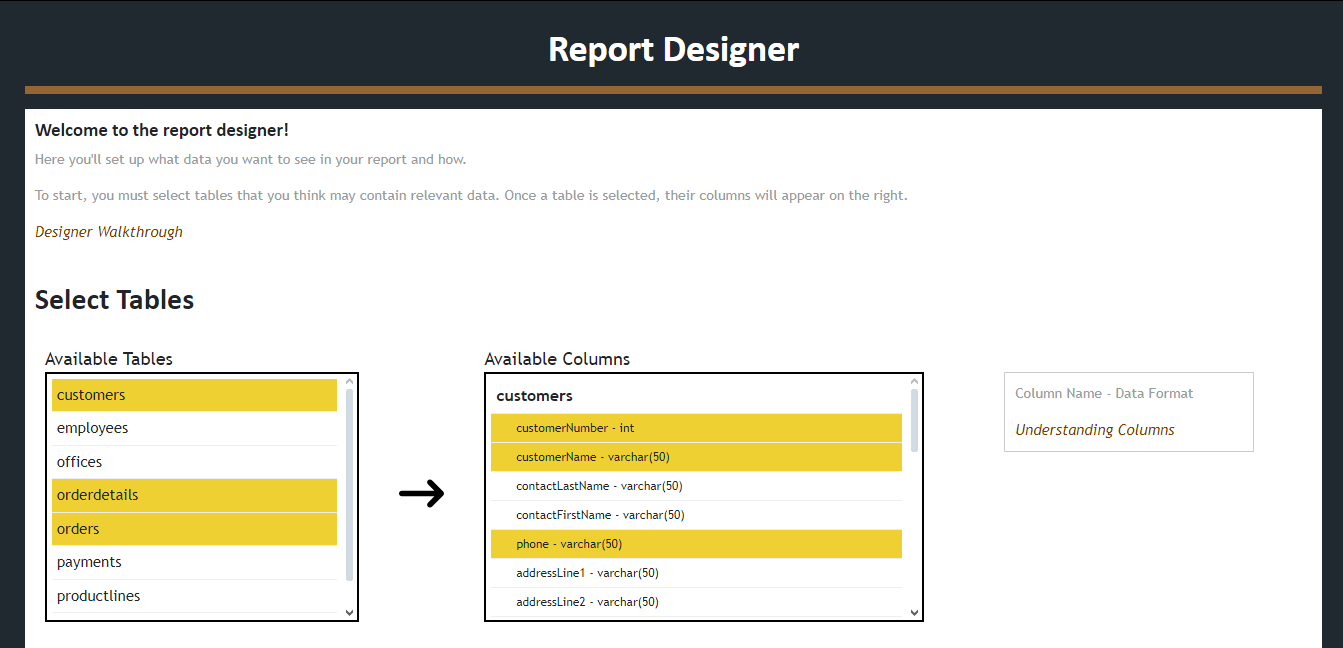 Report Designer
Welcome to the report designer!
Here you'll set up what data you want to see in your report and how.
To start, you must select tables that you think may contain relevant data. Once a table is selected, their columns will appear on the right.
Designer Walkthrough
Select Tables
Available Tables
customers
employees
offices
orderdetails
orders
payments
productlines
Available Columns
customers
customerNumber - int
customerName - varchar(50)
contactLastName - varchar(50)
contactFirstName - varchar(50)
phone - varchar(50)
addressLine1 - varchar(50)
addressLine2 - varchar(50)
Column Name - Data Format
Understanding Columns